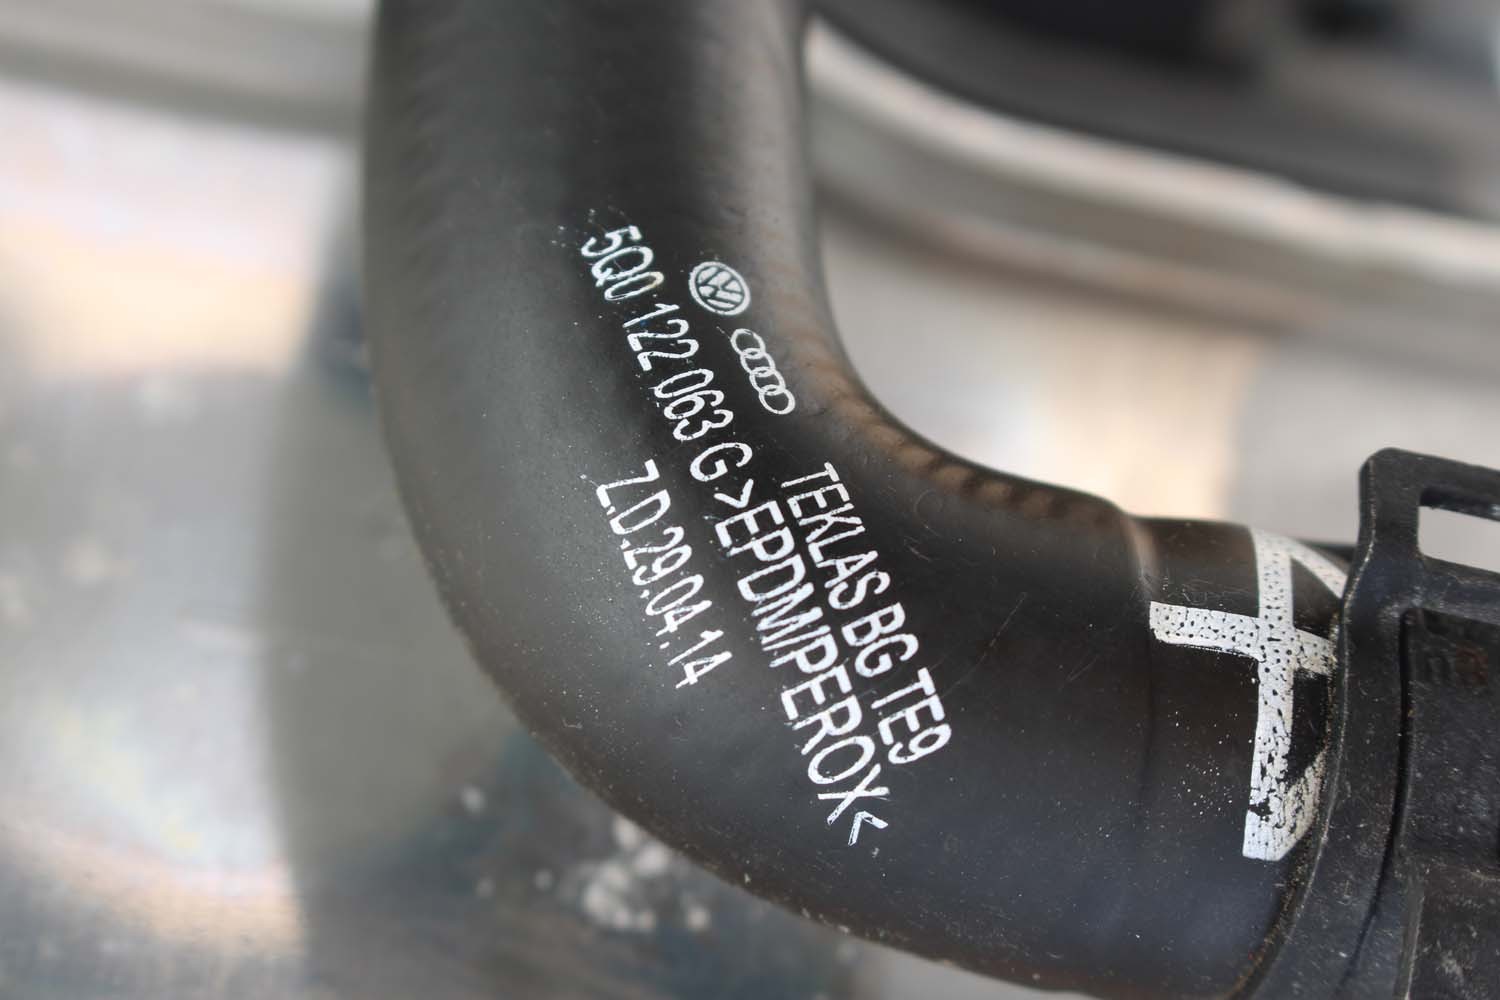 TEKLAS BG TE9
5Q0 122 063 G >EPDM/PEROX<
Z.D.29.04.14